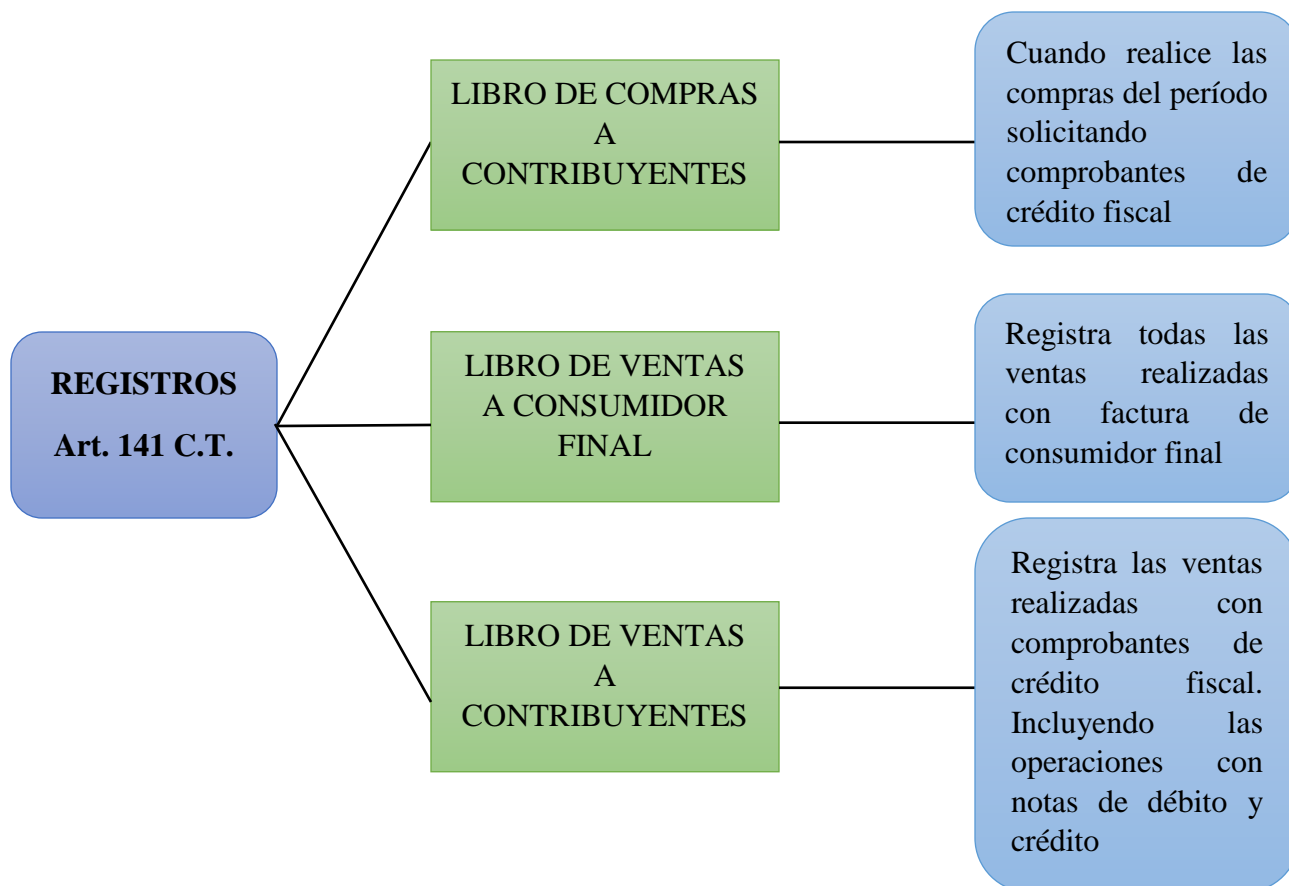 REGISTROS
Art. 141 C.T.
LIBRO DE COMPRAS
A
CONTRIBUYENTES
Cuando realice las
compras del período
solicitando
comprobantes de
crédito fiscal
LIBRO DE VENTAS
A CONSUMIDOR
FINAL
Registra todas las
ventas realizadas
con factura de
consumidor final
LIBRO DE VENTAS
A
CONTRIBUYENTES
Registra las ventas
realizadas con
comprobantes de
crédito fiscal.
Incluyendo las
operaciones con
notas de débito y
crédito